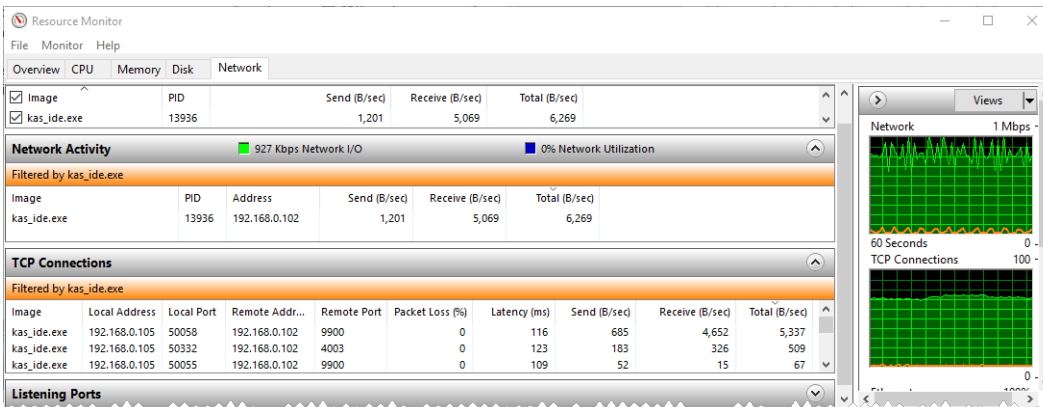 Resource Monitor
File Monitor Help
Overview CPU Memory Disk Network
Image PID Send (B/sec) Receive (B/sec) Total (B/sec)
kas_ide.exe 13936 1,201 5,069 6,269
Network Activity 927 Kbps Network I/O 0% Network Utilization
Filtered by kas_ide.exe
Image PID Address Send (B/sec) Receive (B/sec) Total (B/sec)
kas_ide.exe 13936 192.168.0.102 1,201 5,069 6,269
TCP Connections
Filtered by kas_ide.exe
Image Local Address Local Port Remote Addr... Remote Port Packet Loss (%) Latency (ms) Send (B/sec) Receive (B/sec) Total (B/sec)
kas_ide.exe 192.168.0.105 50058 192.168.0.102 9900 0 116 685 4,652 5,337
kas_ide.exe 192.168.0.105 50332 192.168.0.102 4003 0 123 183 326 509
kas_ide.exe 192.168.0.105 50055 192.168.0.102 9900 0 109 52 15 67
Listening Ports
Views
Network 1 Mbps
60 Seconds 0
TCP Connections 100
0